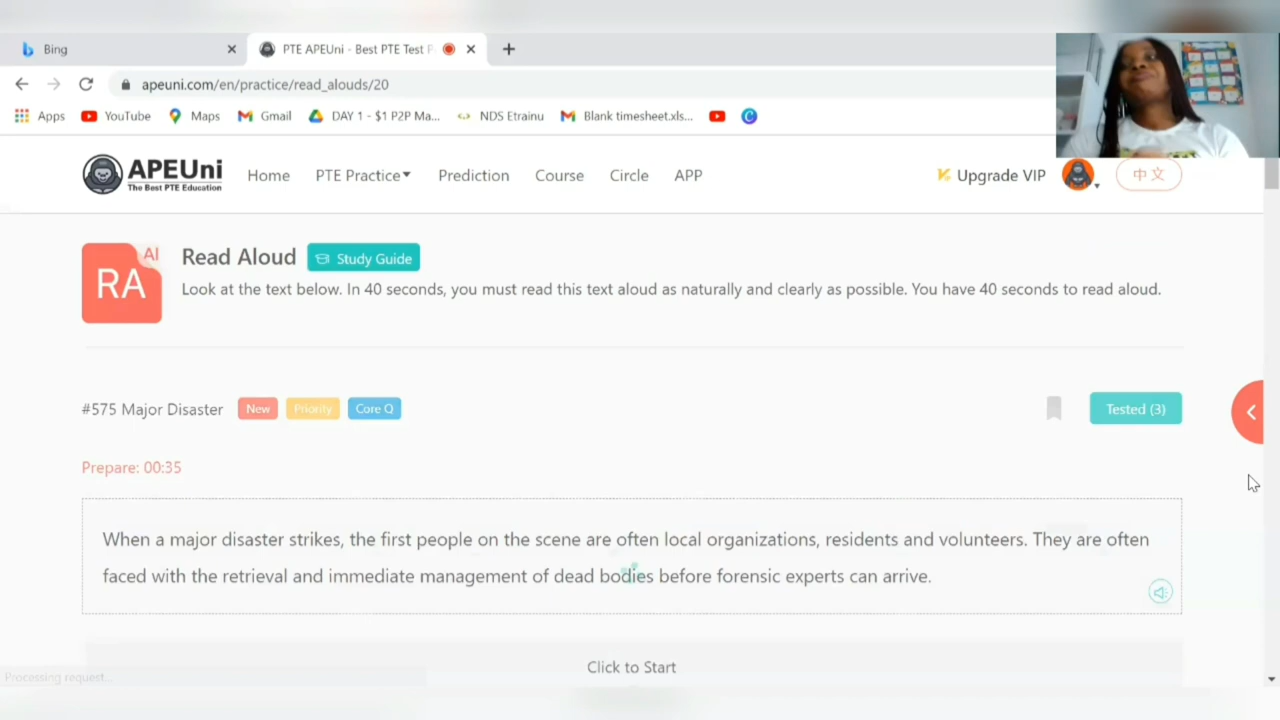 Bing
PTE APEUni - Best PTE Test P
apeuni.com/en/practice/read_alouds/20
Apps YouTube Maps Gmail DAY 1 - $1 P2P Ma... NDS Etrainu Blank timesheet.xls...
APEUni
The Best PTE Education
Home PTE Practice Prediction Course Circle APP Upgrade VIP 中文
RA AI
Read Aloud Study Guide
Look at the text below. In 40 seconds, you must read this text aloud as naturally and clearly as possible. You have 40 seconds to read aloud.
#575 Major Disaster New Priority Core Q Tested (3)
Prepare: 00:35
When a major disaster strikes, the first people on the scene are often local organizations, residents and volunteers. They are often
faced with the retrieval and immediate management of dead bodies before forensic experts can arrive.
Click to Start
Processing request...